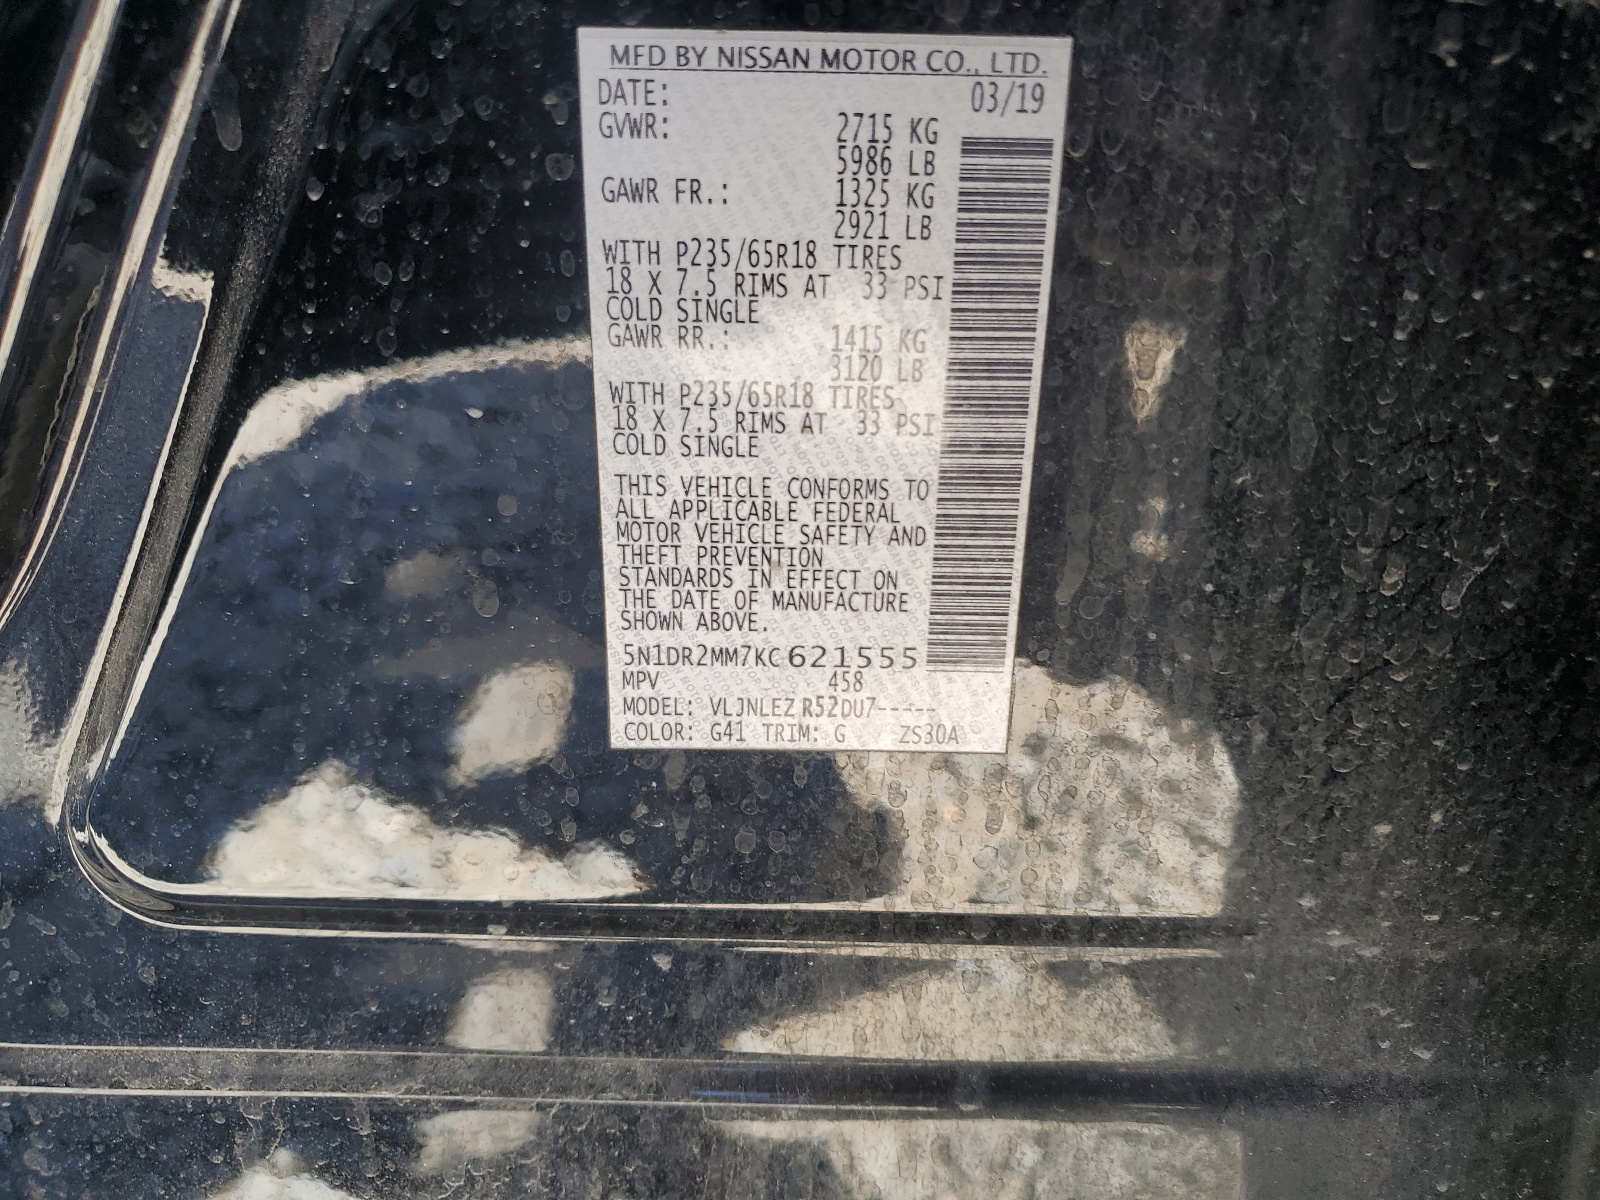 MFD BY NISSAN MOTOR CO., LTD.
DATE: 03/19
GVWR: 2715 KG
5986 LB
GAWR FR.: 1325 KG
2921 LB
WITH P235/65R18 TIRES
18 X 7.5 RIMS AT 33 PSI
COLD SINGLE
GAWR RR.: 1415 KG
3120 LB
WITH P235/65R18 TIRES
18 X 7.5 RIMS AT 33 PSI
COLD SINGLE
THIS VEHICLE CONFORMS TO
ALL APPLICABLE FEDERAL
MOTOR VEHICLE SAFETY AND
THEFT PREVENTION
STANDARDS IN EFFECT ON
THE DATE OF MANUFACTURE
SHOWN ABOVE.
5N1DR2MM7KC621555
MPV 458
MODEL: VLJNLEZ R52DU7-----
COLOR: G41 TRIM: G ZS30A